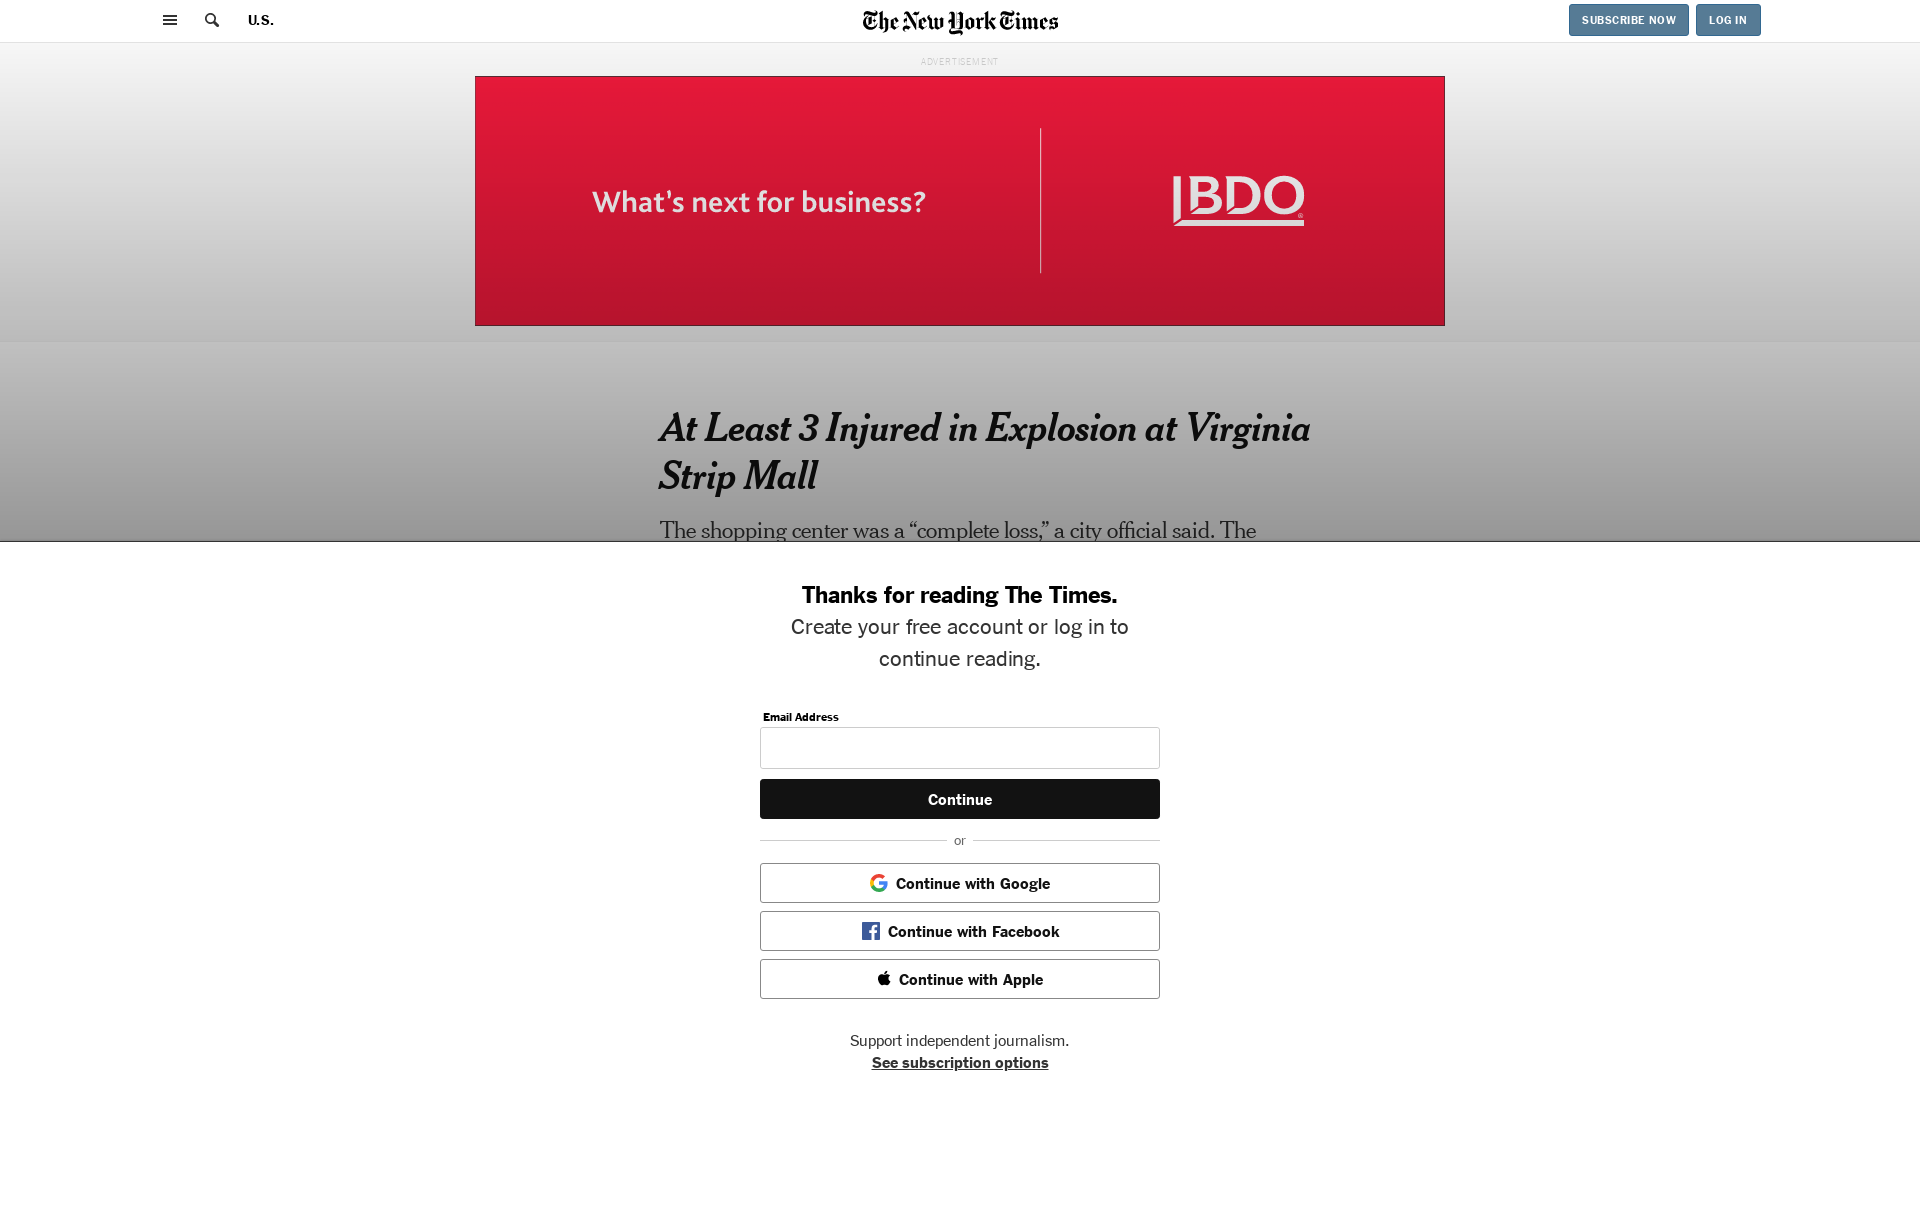 U.S.
The New York Times
SUBSCRIBE NOW
LOG IN
ADVERTISEMENT
What's next for business?
BDO
At Least 3 Injured in Explosion at Virginia
Strip Mall
The shopping center was a “complete loss,” a city official said. The
Thanks for reading The Times.
Create your free account or log in to
continue reading.
Email Address
Continue
or
Continue with Google
Continue with Facebook
Continue with Apple
Support independent journalism.
See subscription options